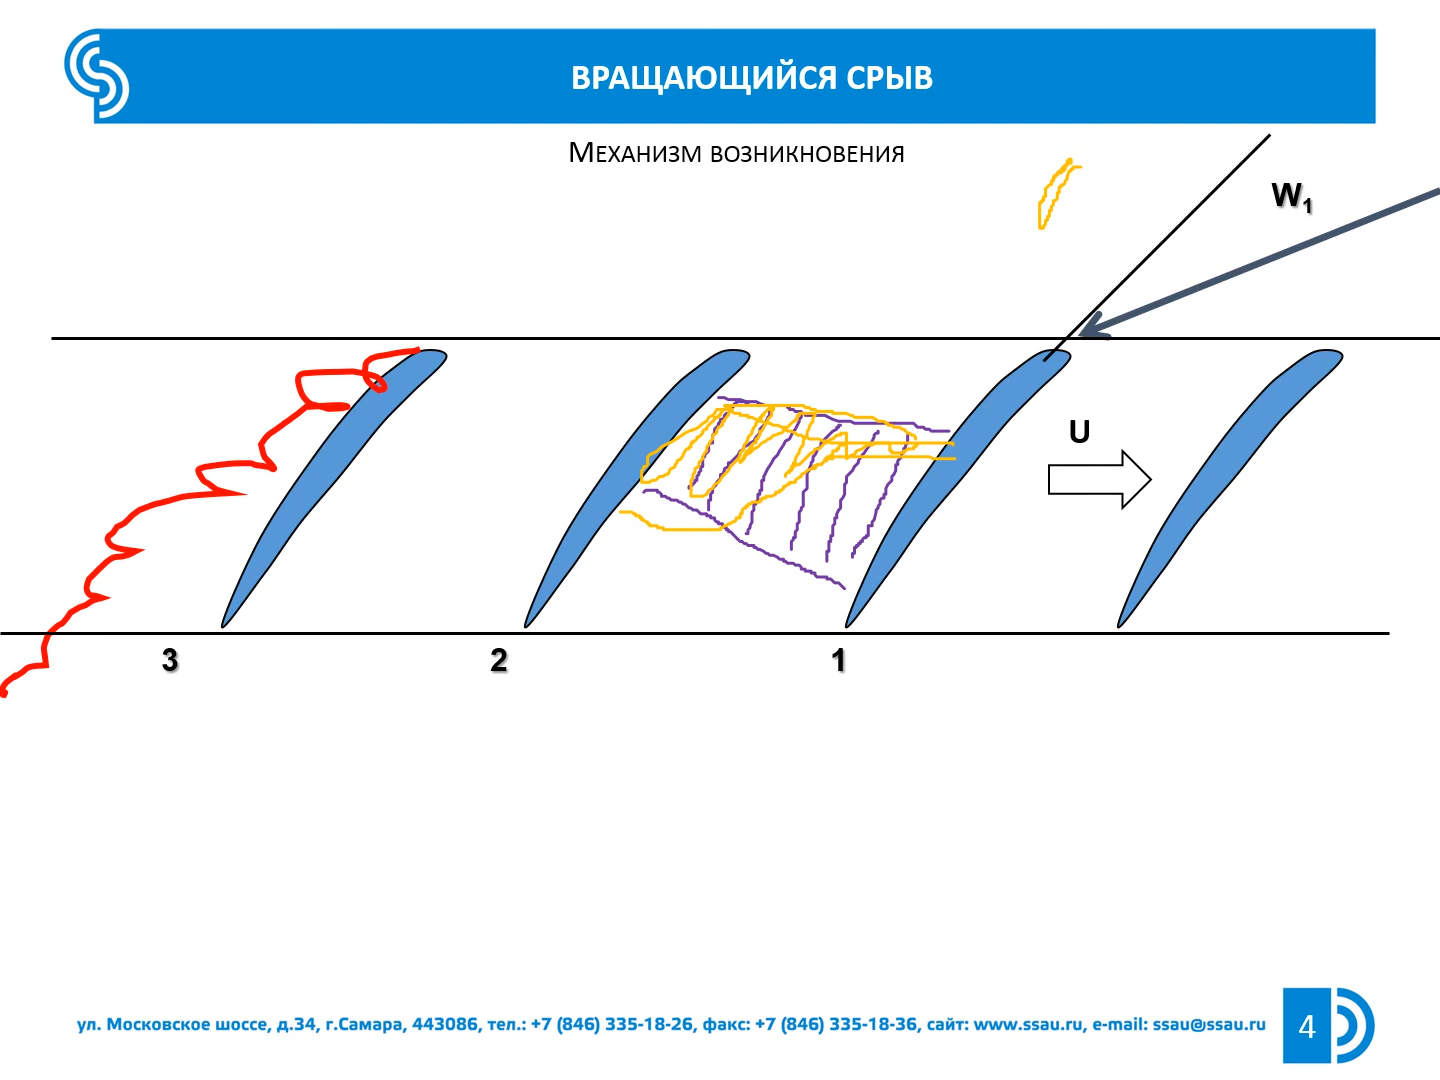 ВРАЩАЮЩИЙСЯ СРЫВ
МЕХАНИЗМ ВОЗНИКНОВЕНИЯ
W1
U
3 2 1
ул. Московское шоссе, д.34, г.Самара, 443086, тел.: +7 (846) 335-18-26, факс: +7 (846) 335-18-36, сайт: www.ssau.ru, e-mail: ssau@ssau.ru
4